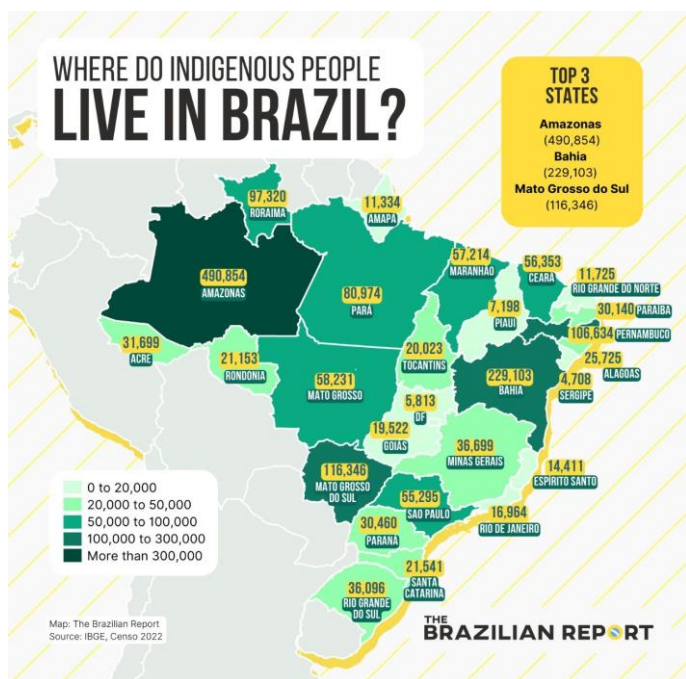 WHERE DO INDIGENOUS PEOPLE
LIVE IN BRAZIL?
TOP 3
STATES
Amazonas
(490,854)
Bahia
(229,103)
Mato Grosso do Sul
(116,346)
97,320
RORAIMA
11,334
AMAPA
490,854
AMAZONAS
80,974
PARÁ
57,214
MARANHÃO
56,353
CEARÁ
11,725
RIO GRANDE DO NORTE
7,198
PIAUI
30,140 PARAIBA
106,634 PERNAMBUCO
31,699
ACRE
21,153
RONDONIA
20,023
TOCANTINS
25,725
ALAGOAS
58,231
MATO GROSSO
229,103
BAHIA
4,708
SERGIPE
5,813
DF
19,522
GOIÁS
36,699
MINAS GERAIS
116,346
MATO GROSSO
DO SUL
14,411
ESPÍRITO SANTO
55,295
SAO PAULO
16,964
RIO DE JANEIRO
30,460
PARANÁ
21,541
SANTA
CATARINA
36,096
RIO GRANDE
DO SUL
0 to 20,000
20,000 to 50,000
50,000 to 100,000
100,000 to 300,000
More than 300,000
Map: The Brazilian Report
Source: IBGE, Censo 2022
THE
BRAZILIAN REPORT